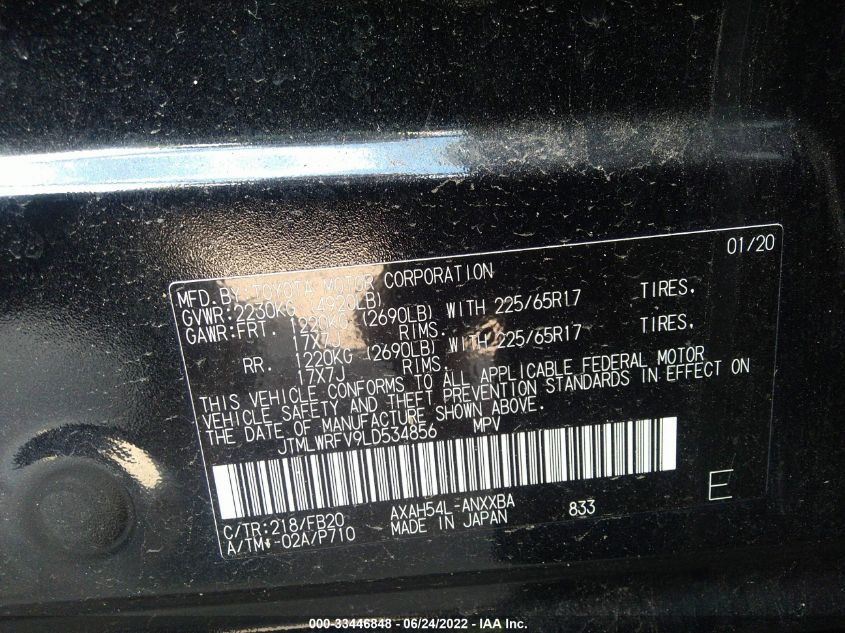 01/20
MFD. BY: TOYOTA MOTOR CORPORATION
GVWR: 2230KG (4920LB)
GAWR: FRT. 1220KG (2690LB) WITH 225/65R17 TIRES,
17X7J RIMS.
RR. 1220KG (2690LB) WITH 225/65R17 TIRES,
17X7J RIMS.
THIS VEHICLE CONFORMS TO ALL APPLICABLE FEDERAL MOTOR
VEHICLE SAFETY AND THEFT PREVENTION STANDARDS IN EFFECT ON
THE DATE OF MANUFACTURE SHOWN ABOVE.
JTMLWRFV9LD534856 MPV
C/TR: 218/FB20 AXAH54L-ANXXBA 833 E
A/TM: -02A/P710 MADE IN JAPAN
000-33446848 - 06/24/2022 - IAA Inc.